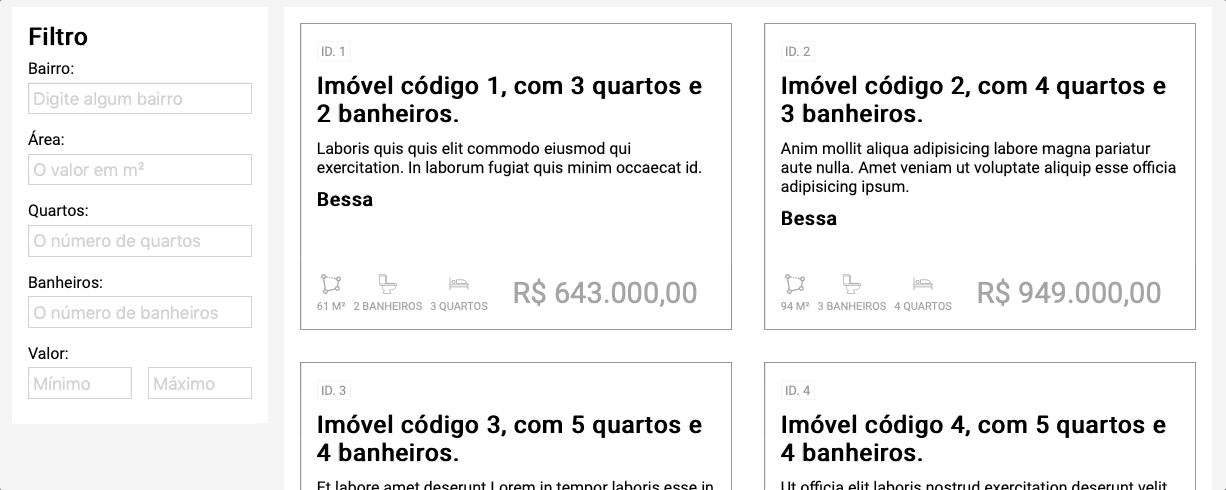 Filtro
Bairro:
Digite algum bairro
Área:
O valor em m²
Quartos:
O número de quartos
Banheiros:
O número de banheiros
Valor:
Mínimo
Máximo
ID. 1
Imóvel código 1, com 3 quartos e
2 banheiros.
Laboris quis quis elit commodo eiusmod qui
exercitation. In laborum fugiat quis minim occaecat id.
Bessa
61 M²
2 BANHEIROS
3 QUARTOS
R$ 643.000,00
ID. 2
Imóvel código 2, com 4 quartos e
3 banheiros.
Anim mollit aliqua adipisicing labore magna pariatur
aute nulla. Amet veniam ut voluptate aliquip esse officia
adipisicing ipsum.
Bessa
94 M²
3 BANHEIROS
4 QUARTOS
R$ 949.000,00
ID. 3
Imóvel código 3, com 5 quartos e
4 banheiros.
Et labore amet deserunt Lorem in tempor laboris esse in
ID. 4
Imóvel código 4, com 5 quartos e
4 banheiros.
Ut officia elit laboris nostrud exercitation deserunt velit